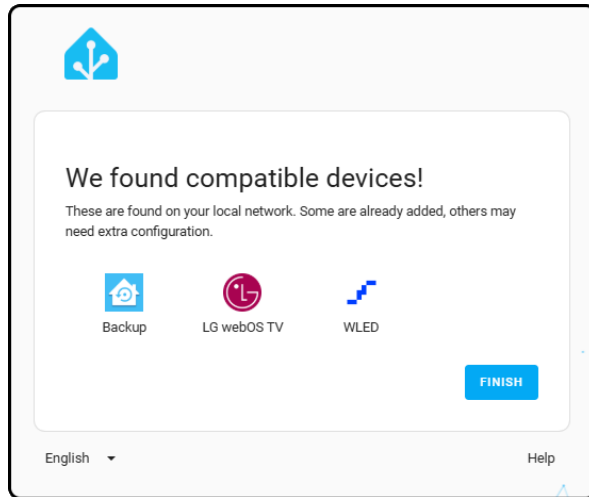 We found compatible devices!
These are found on your local network. Some are already added, others may
need extra configuration.
Backup
LG webOS TV
WLED
FINISH
English
Help